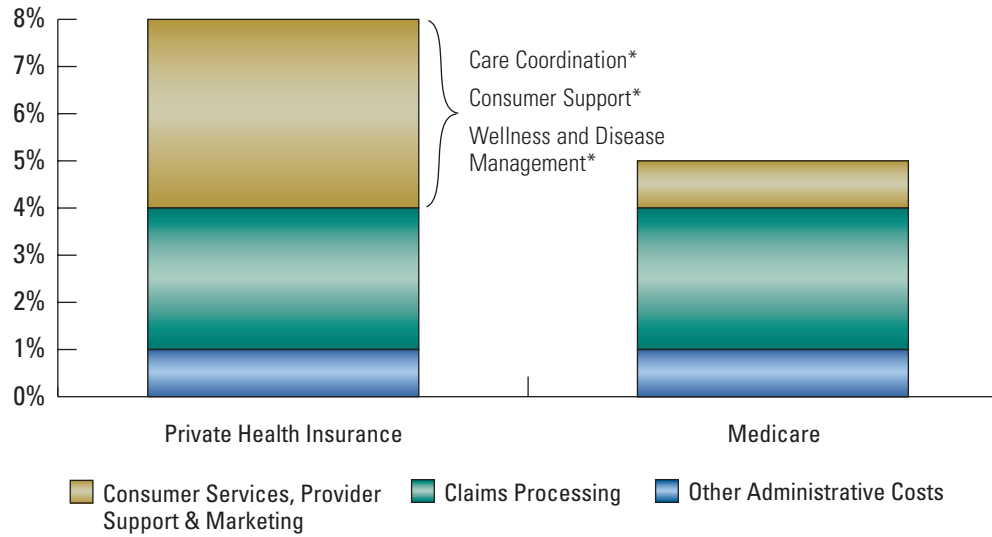 8%
7%
6%
5%
4%
3%
2%
1%
0%
Care Coordination*
Consumer Support*
Wellness and Disease
Management*
Private Health Insurance
Medicare
Consumer Services, Provider
Support & Marketing
Claims Processing
Other Administrative Costs